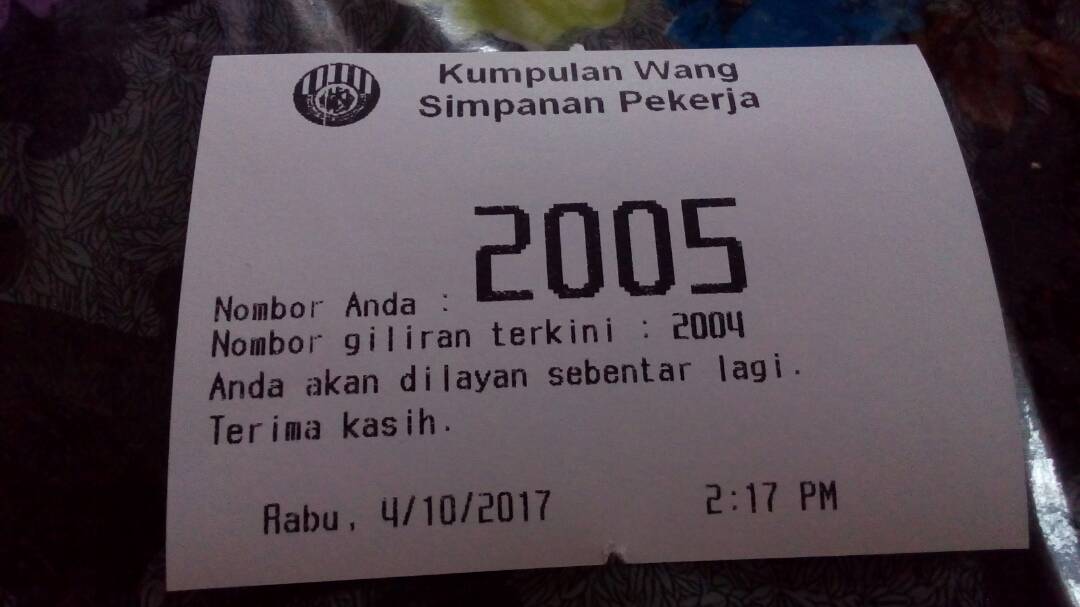 Kumpulan Wang
Simpanan Pekerja
Nombor Anda : 2005
Nombor giliran terkini : 2004
Anda akan dilayan sebentar lagi.
Terima kasih.
Rabu, 4/10/2017 2:17 PM